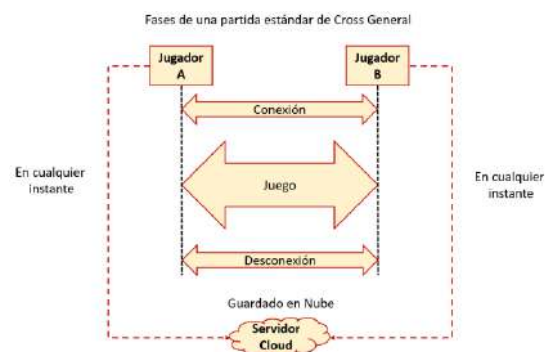 Fases de una partida estándar de Cross General
Jugador
A
Jugador
B
Conexión
En cualquier
instante
Juego
En cualquier
instante
Desconexión
Guardado en Nube
Servidor
Cloud